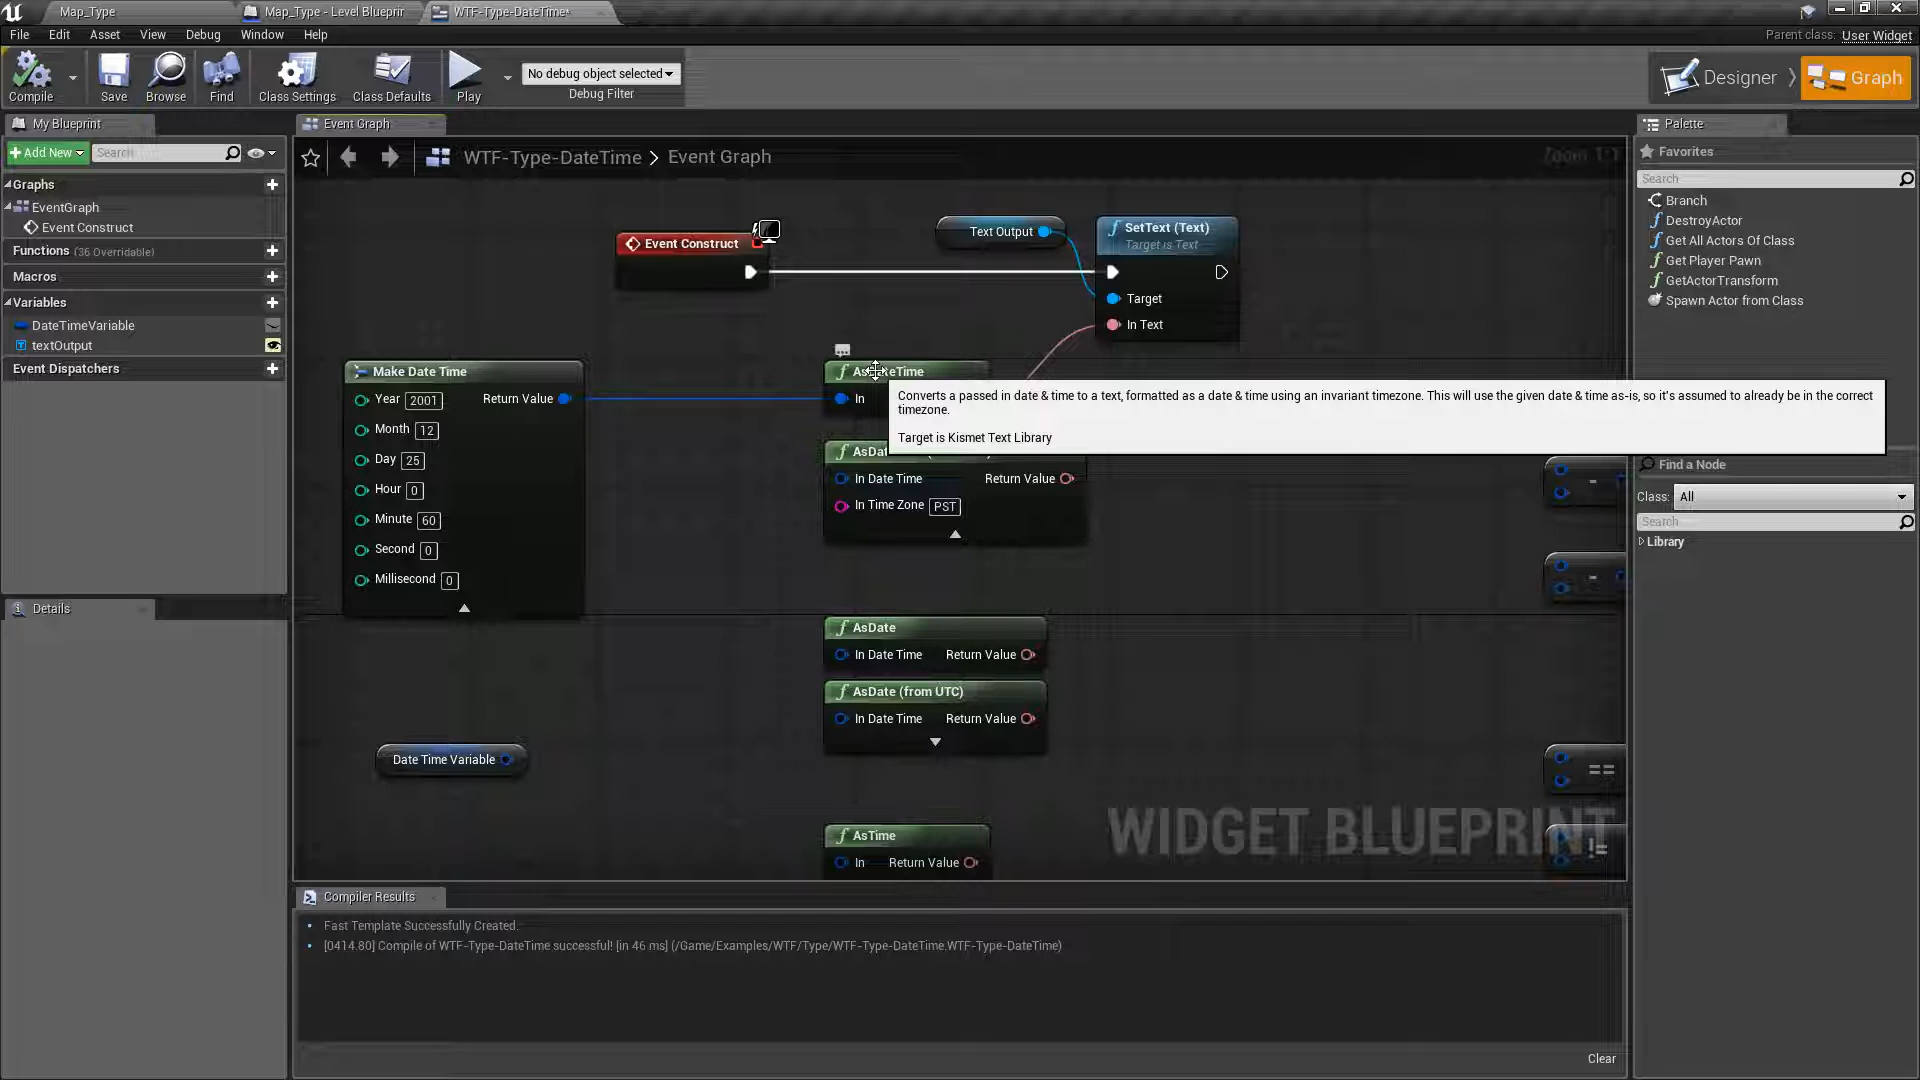 Map_Type
Map_Type - Level Blueprir
WTF-Type-DateTime*
File Edit Asset View Debug Window Help
Parent class: User Widget
Compile
Save
Browse
Find
Class Settings
Class Defaults
Play
No debug object selected
Debug Filter
Designer
Graph
My Blueprint
Add New
Search
Graphs
EventGraph
Event Construct
Functions (36 Overridable)
Macros
Variables
DateTimeVariable
textOutput
Event Dispatchers
Details
Event Graph
WTF-Type-DateTime > Event Graph
Zoom 1:1
Event Construct
Text Output
SetText (Text)
Target is Text
Target
In Text
Make Date Time
Year 2001 Return Value
Month 12
Day 25
Hour 0
Minute 60
Second 0
Millisecond 0
In
Converts a passed in date & time to a text, formatted as a date & time using an invariant timezone. This will use the given date & time as-is, so it's assumed to already be in the correct
timezone.
Target is Kismet Text Library
In Date Time Return Value
In Time Zone PST
AsDate
In Date Time Return Value
AsDate (from UTC)
In Date Time Return Value
Date Time Variable
AsTime
In Return Value
-
-
==
!=
WIDGET BLUEPRINT
Palette
Favorites
Search
Branch
DestroyActor
Get All Actors Of Class
Get Player Pawn
GetActorTransform
Spawn Actor from Class
Find a Node
Class: All
Search
Library
Compiler Results
Fast Template Successfully Created.
[0414.80] Compile of WTF-Type-DateTime successful! [in 46 ms] (/Game/Examples/WTF/Type/WTF-Type-DateTime.WTF-Type-DateTime)
Clear